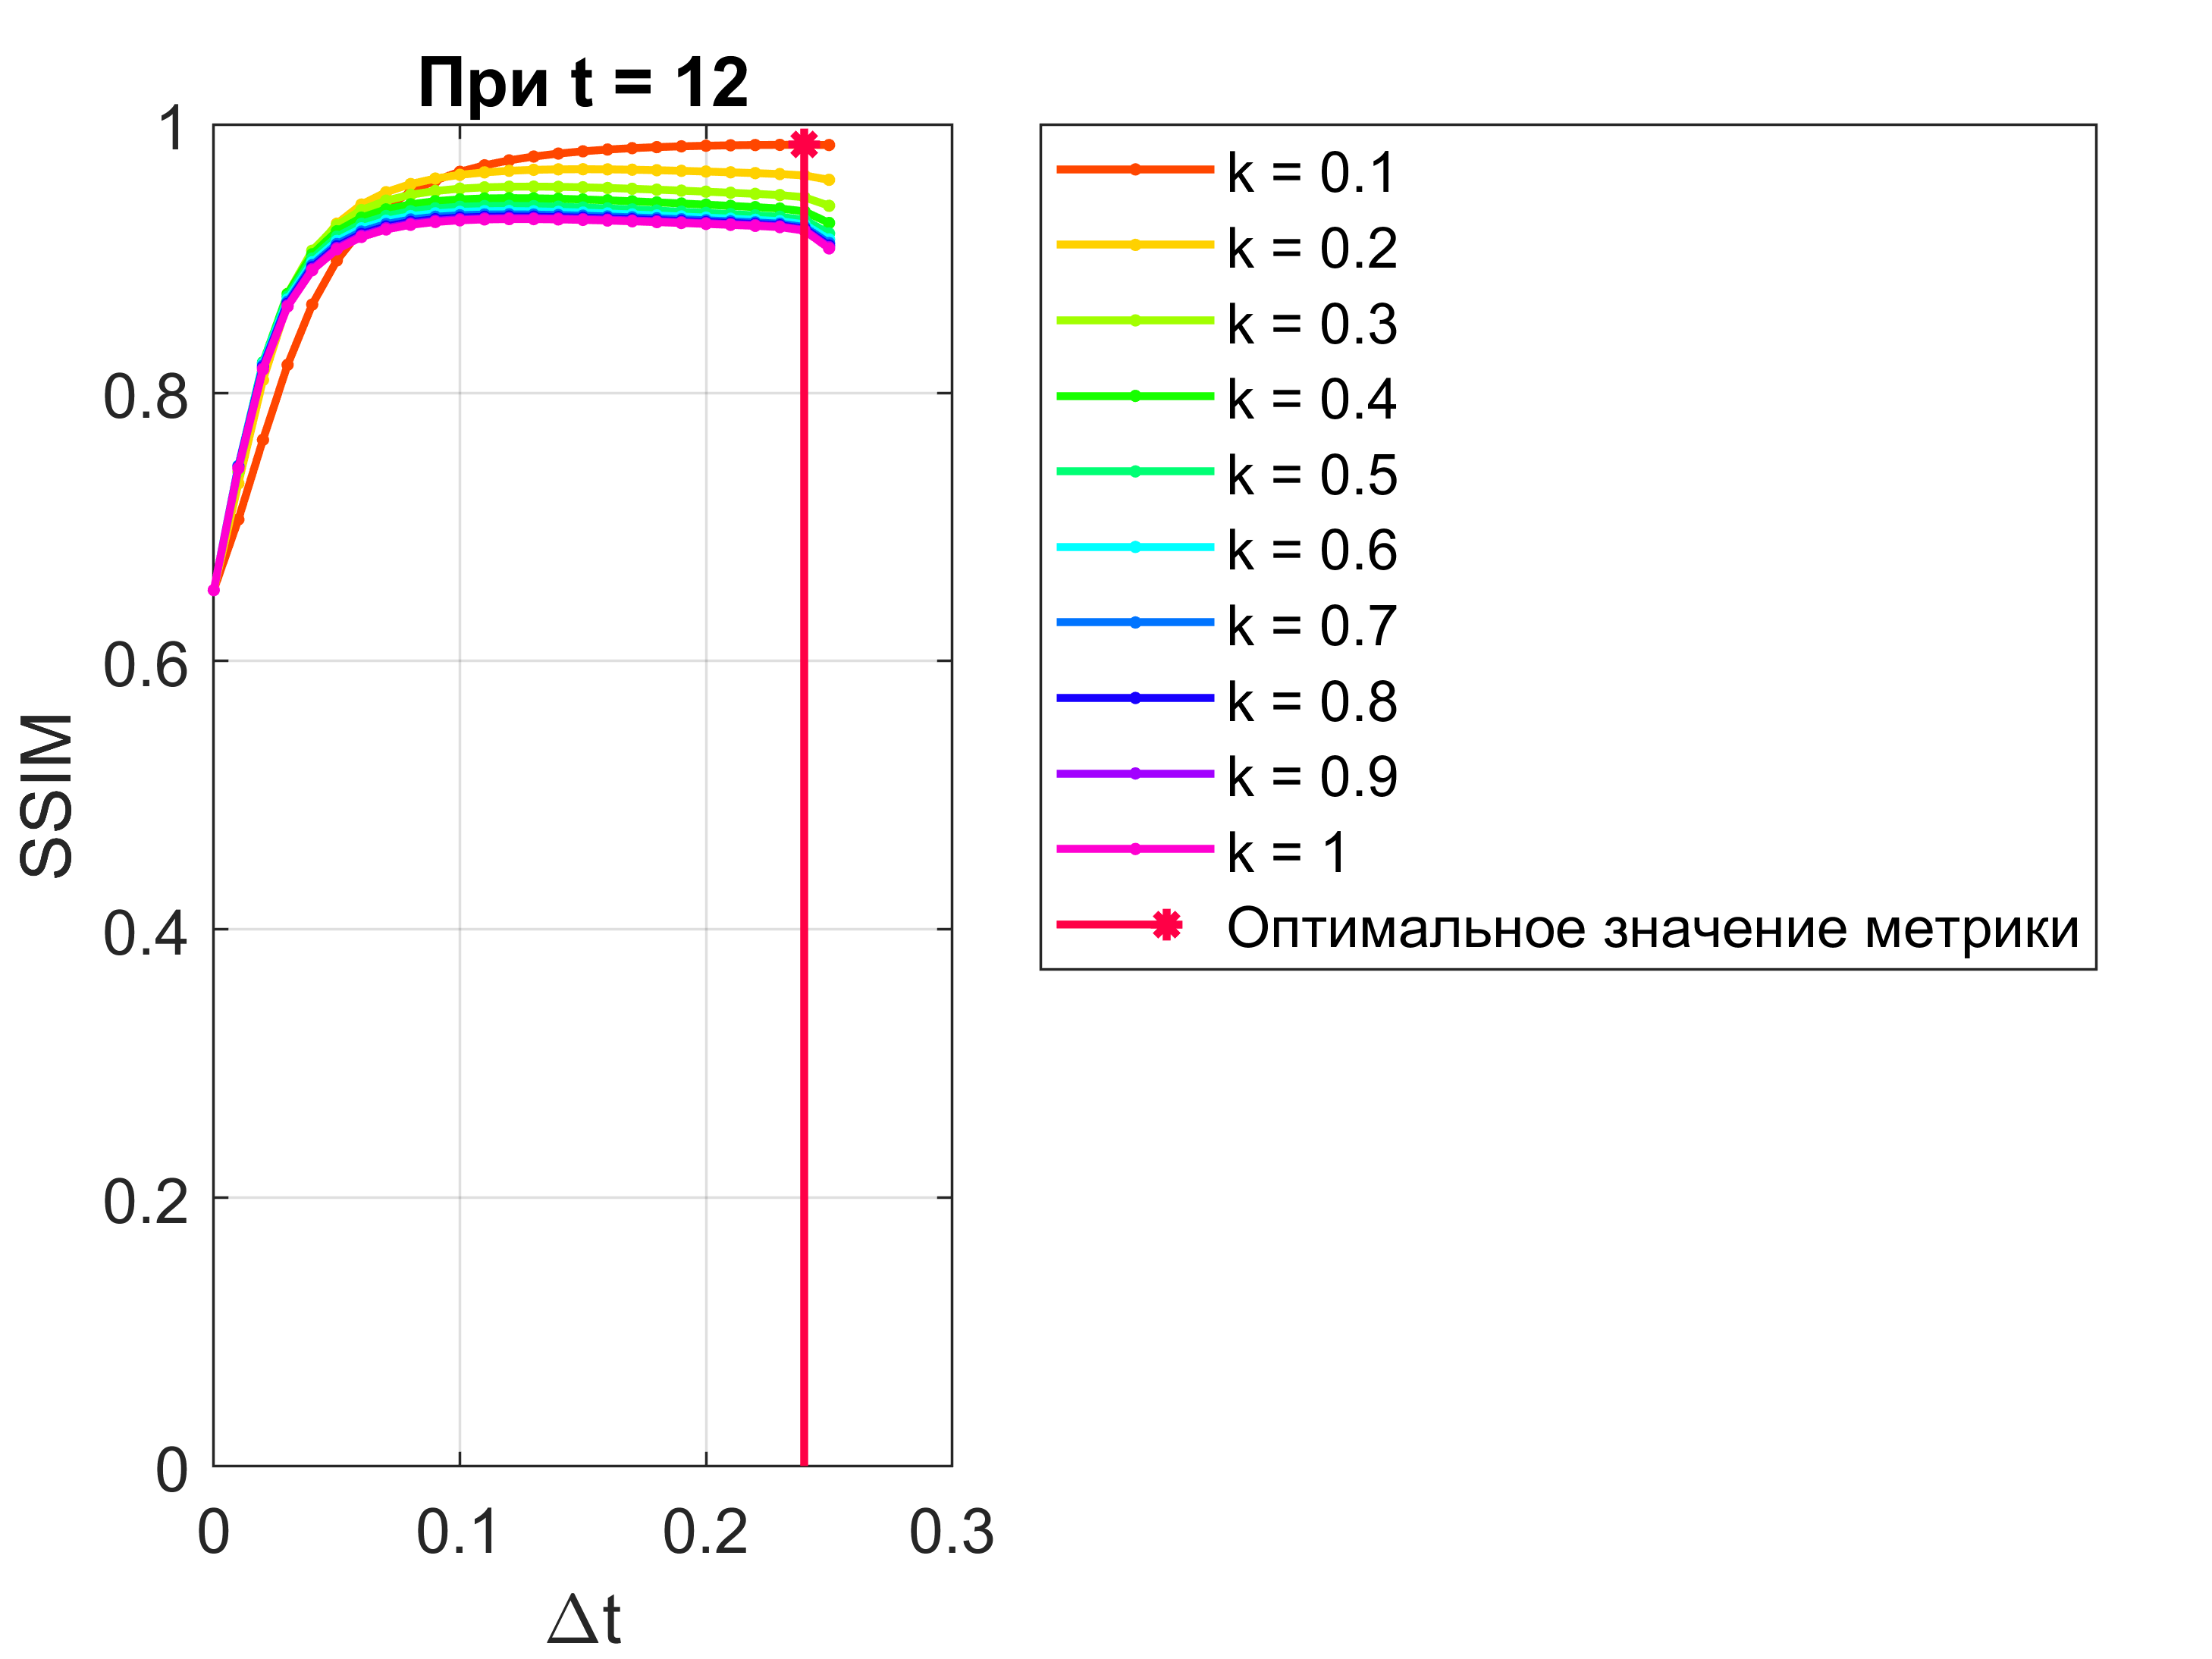 При t = 12
1
0.8
0.6
0.4
0.2
0
SSIM
0 0.1 0.2 0.3
Δt
k = 0.1
k = 0.2
k = 0.3
k = 0.4
k = 0.5
k = 0.6
k = 0.7
k = 0.8
k = 0.9
k = 1
Оптимальное значение метрики